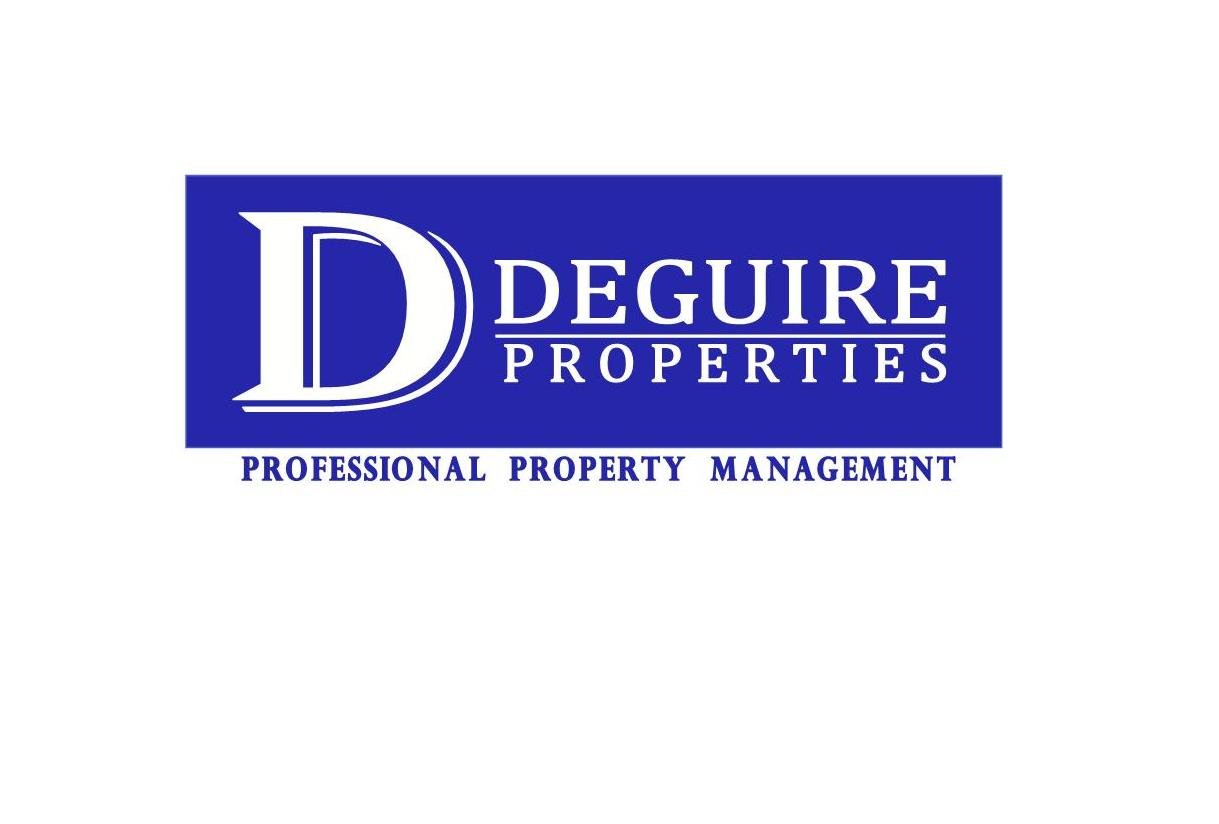 D
DEGUIRE
PROPERTIES
PROFESSIONAL PROPERTY MANAGEMENT